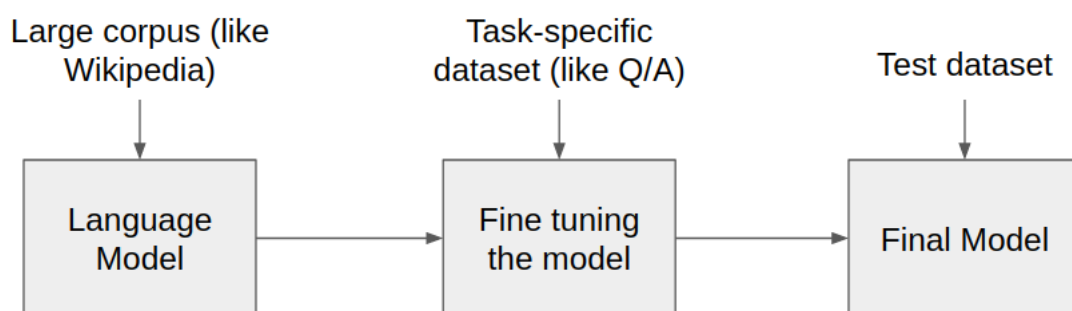 Large corpus (like
Wikipedia)
Task-specific
dataset (like Q/A)
Test dataset
Language
Model
Fine tuning
the model
Final Model